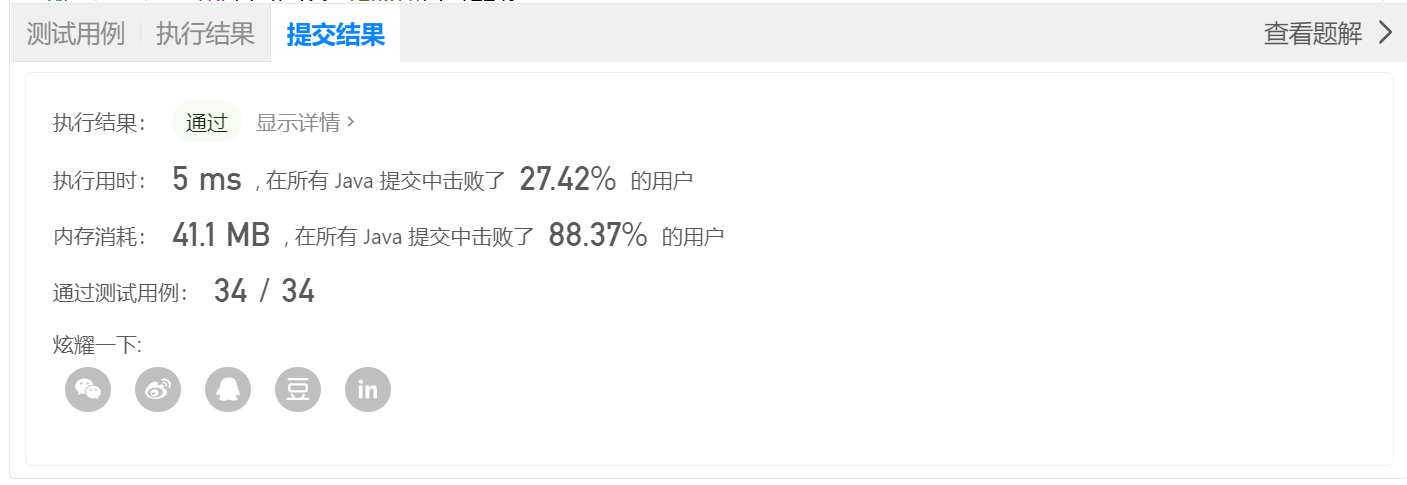 测试用例 执行结果 提交结果 查看题解
执行结果： 通过 显示详情 >
执行用时： 5 ms , 在所有 Java 提交中击败了 27.42% 的用户
内存消耗： 41.1 MB , 在所有 Java 提交中击败了 88.37% 的用户
通过测试用例： 34 / 34
炫耀一下:
豆 in